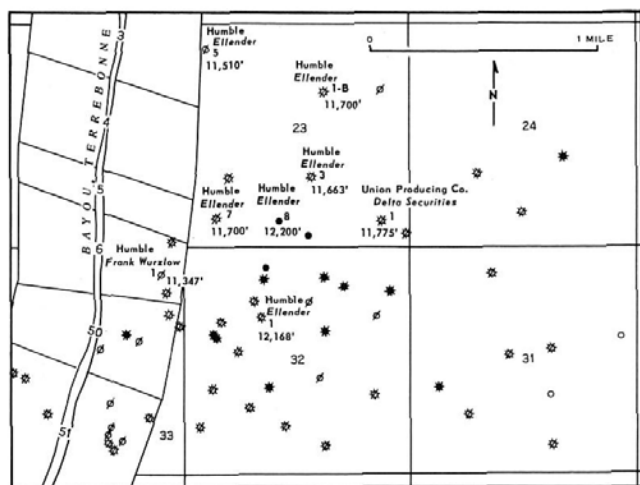 0
1 MILE
N
BAYOU TERREBONNE
3
4
5
6
50
51
Humble
Ellender
5
11,510'
Humble
Ellender
1-B
11,700'
23
24
Humble
Ellender
3
11,663'
Humble
Ellender
7
11,700'
Humble
Ellender
8
12,200'
Union Producing Co.
Delta Securities
1
11,775'
Humble
Frank Wurzlow
1
11,347'
Humble
Ellender
1
12,168'
32
31
33